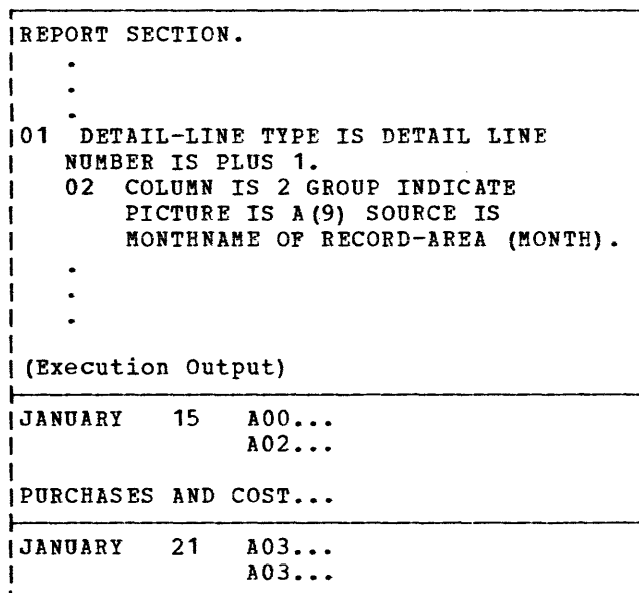 REPORT SECTION.
.
.
.
01 DETAIL-LINE TYPE IS DETAIL LINE
NUMBER IS PLUS 1.
02 COLUMN IS 2 GROUP INDICATE
PICTURE IS A(9) SOURCE IS
MONTHNAME OF RECORD-AREA (MONTH).
.
.
.
(Execution Output)
JANUARY 15 A00...
A02...
PURCHASES AND COST...
JANUARY 21 A03...
A03...